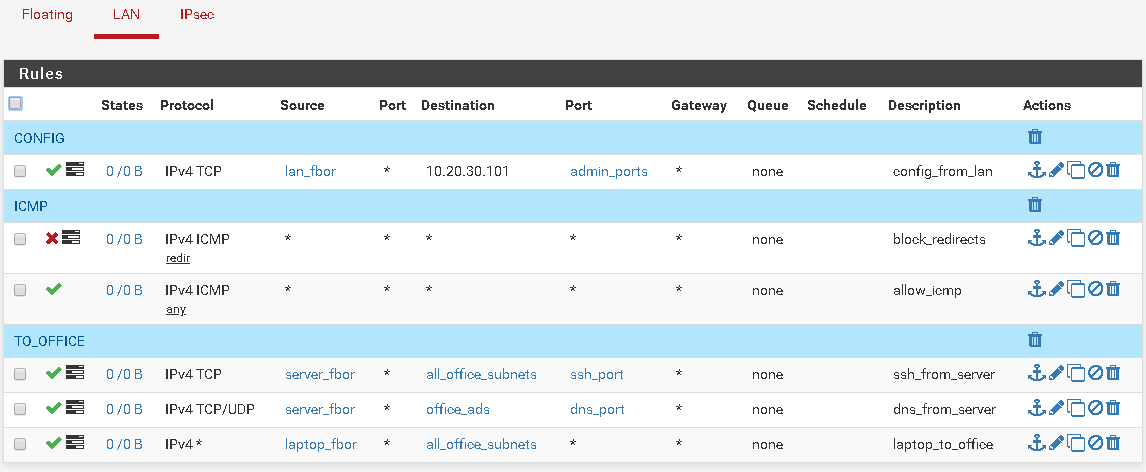 Floating LAN IPsec
Rules
States Protocol Source Port Destination Port Gateway Queue Schedule Description Actions
CONFIG
0 /0 B IPv4 TCP lan_fbor * 10.20.30.101 admin_ports * none config_from_lan
ICMP
0 /0 B IPv4 ICMP * * * * * none block_redirects
redir
0 /0 B IPv4 ICMP * * * * * none allow_icmp
any
TO_OFFICE
0 /0 B IPv4 TCP server_fbor * all_office_subnets ssh_port * none ssh_from_server
0 /0 B IPv4 TCP/UDP server_fbor * office_ads dns_port * none dns_from_server
0 /0 B IPv4 * laptop_fbor * all_office_subnets * * none laptop_to_office